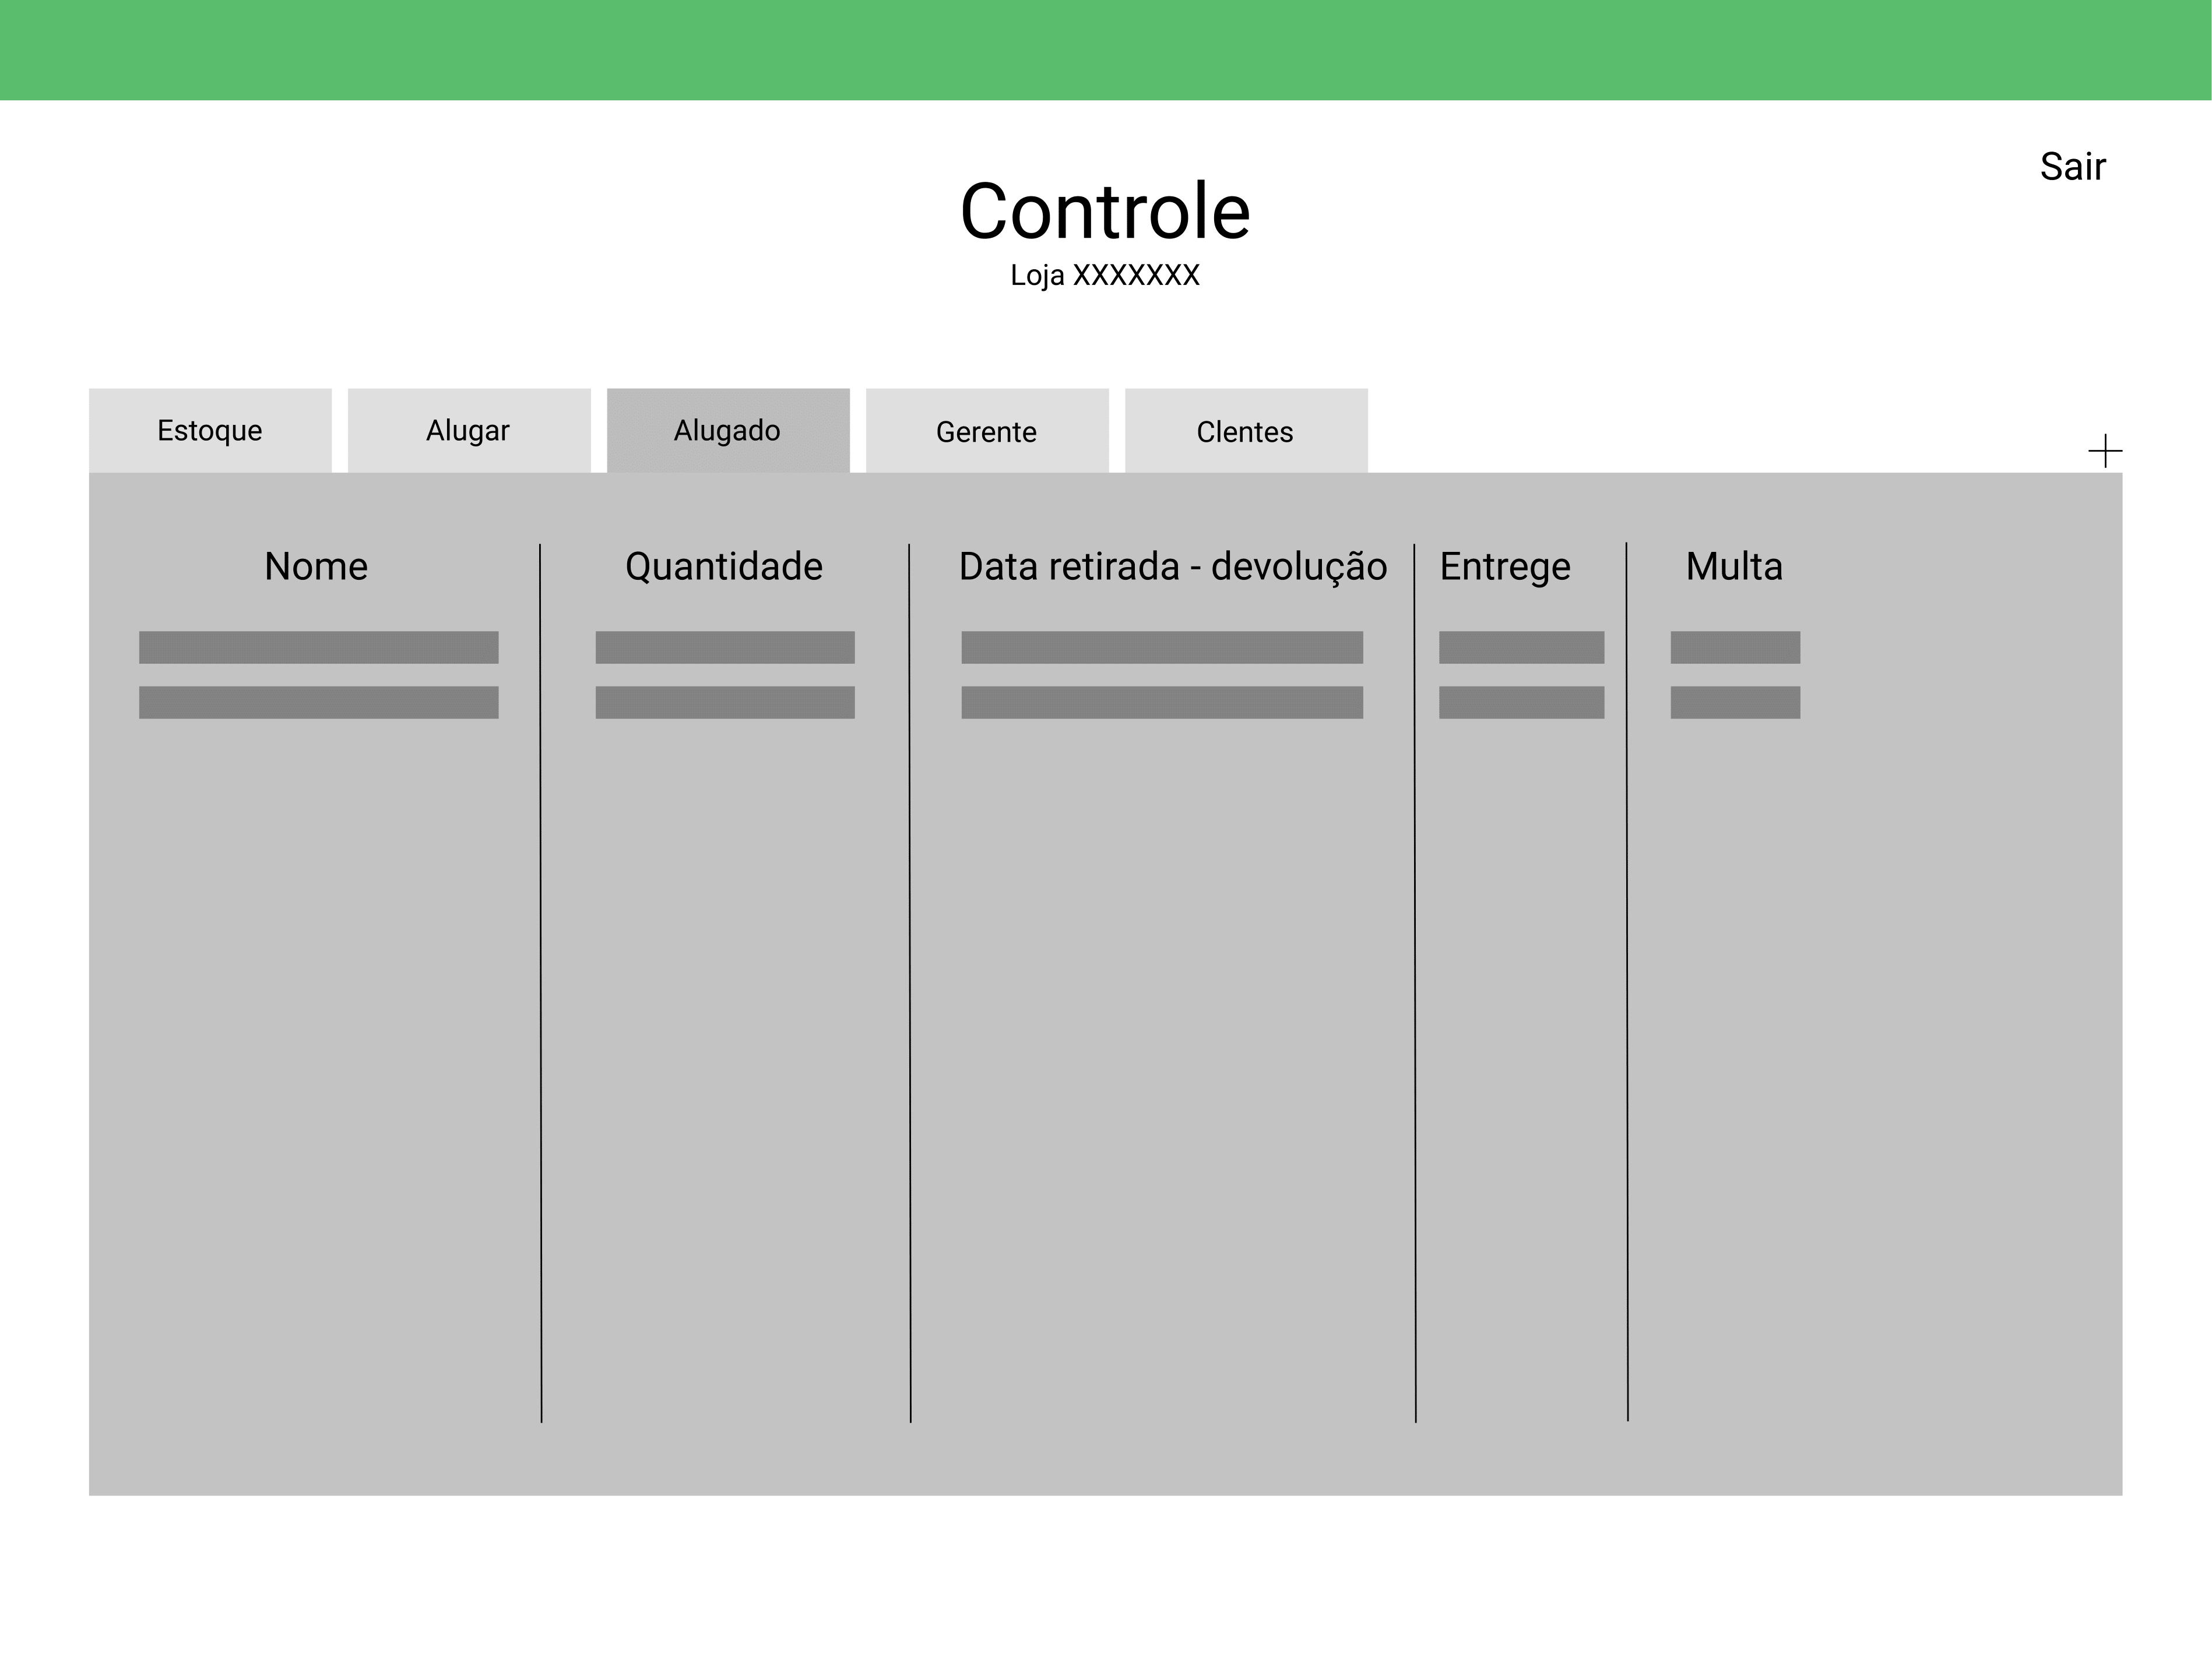 Sair
Controle
Loja XXXXXXX
Estoque Alugar Alugado Gerente Clentes
+
Nome Quantidade Data retirada - devolução Entrege Multa